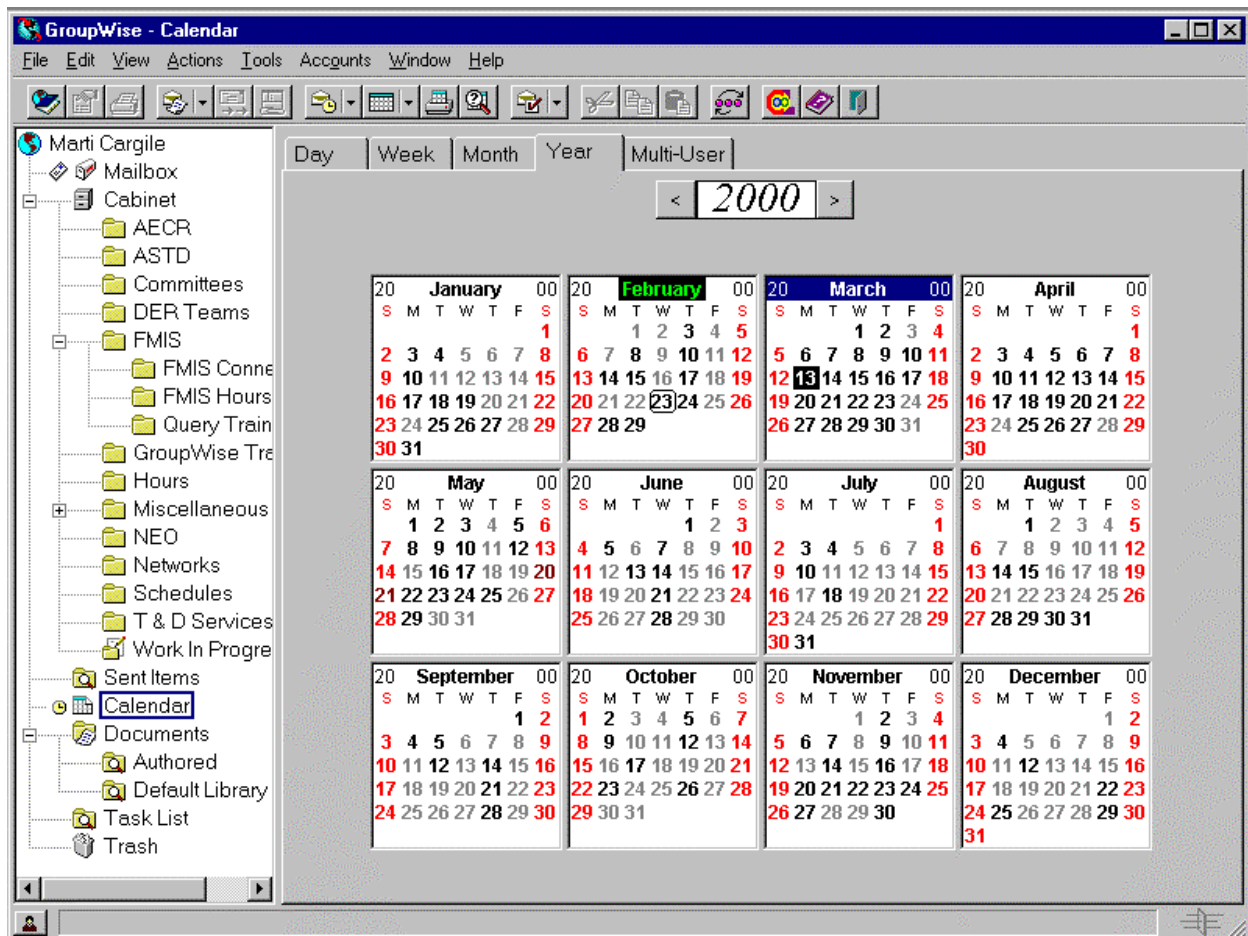 GroupWise - Calendar
File Edit View Actions Tools Accounts Window Help
Marti Cargile
Mailbox
Cabinet
AECR
ASTD
Committees
DER Teams
FMIS
FMIS Conne
FMIS Hours
Query Train
GroupWise Tra
Hours
Miscellaneous
NEO
Networks
Schedules
T & D Services
Work In Progre
Sent Items
Calendar
Documents
Authored
Default Library
Task List
Trash
Day Week Month Year Multi-User
< 2000 >
20 January 00
S M T W T F S
1
2 3 4 5 6 7 8
9 10 11 12 13 14 15
16 17 18 19 20 21 22
23 24 25 26 27 28 29
30 31
20 February 00
S M T W T F S
1 2 3 4 5
6 7 8 9 10 11 12
13 14 15 16 17 18 19
20 21 22 23 24 25 26
27 28 29
20 March 00
S M T W T F S
1 2 3 4
5 6 7 8 9 10 11
12 13 14 15 16 17 18
19 20 21 22 23 24 25
26 27 28 29 30 31
20 April 00
S M T W T F S
1
2 3 4 5 6 7 8
9 10 11 12 13 14 15
16 17 18 19 20 21 22
23 24 25 26 27 28 29
30
20 May 00
S M T W T F S
1 2 3 4 5 6
7 8 9 10 11 12 13
14 15 16 17 18 19 20
21 22 23 24 25 26 27
28 29 30 31
20 June 00
S M T W T F S
1 2 3
4 5 6 7 8 9 10
11 12 13 14 15 16 17
18 19 20 21 22 23 24
25 26 27 28 29 30
20 July 00
S M T W T F S
1
2 3 4 5 6 7 8
9 10 11 12 13 14 15
16 17 18 19 20 21 22
23 24 25 26 27 28 29
30 31
20 August 00
S M T W T F S
1 2 3 4 5
6 7 8 9 10 11 12
13 14 15 16 17 18 19
20 21 22 23 24 25 26
27 28 29 30 31
20 September 00
S M T W T F S
1 2
3 4 5 6 7 8 9
10 11 12 13 14 15 16
17 18 19 20 21 22 23
24 25 26 27 28 29 30
20 October 00
S M T W T F S
1 2 3 4 5 6 7
8 9 10 11 12 13 14
15 16 17 18 19 20 21
22 23 24 25 26 27 28
29 30 31
20 November 00
S M T W T F S
1 2 3 4
5 6 7 8 9 10 11
12 13 14 15 16 17 18
19 20 21 22 23 24 25
26 27 28 29 30
20 December 00
S M T W T F S
1 2
3 4 5 6 7 8 9
10 11 12 13 14 15 16
17 18 19 20 21 22 23
24 25 26 27 28 29 30
31